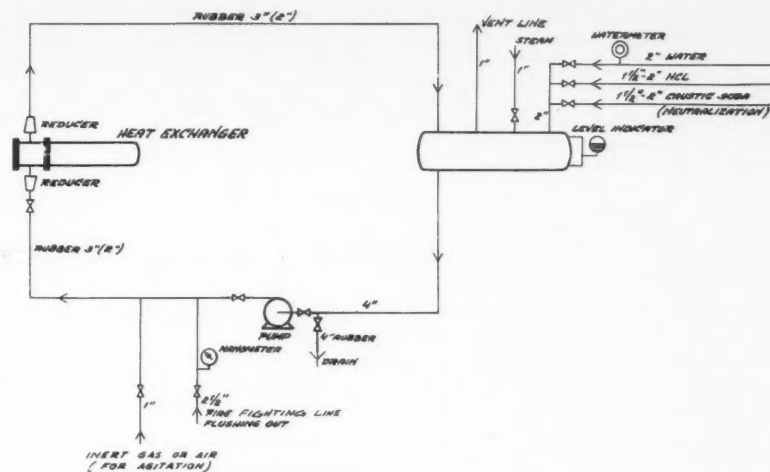 RUBBER 3"(2")
VENT LINE
STEAM
WATERMETER
1"
1"
2" WATER
1½"-2" HCL
1½"-2" CAUSTIC SODA
(NEUTRALIZATION)
2"
REDUCER
HEAT EXCHANGER
LEVEL INDICATOR
REDUCER
RUBBER 3"(2")
4"
PUMP
4" RUBBER
DRAIN
MANOMETER
1"
2½"
FIRE FIGHTING LINE
FLUSHING OUT
INERT GAS OR AIR
(FOR AGITATION)